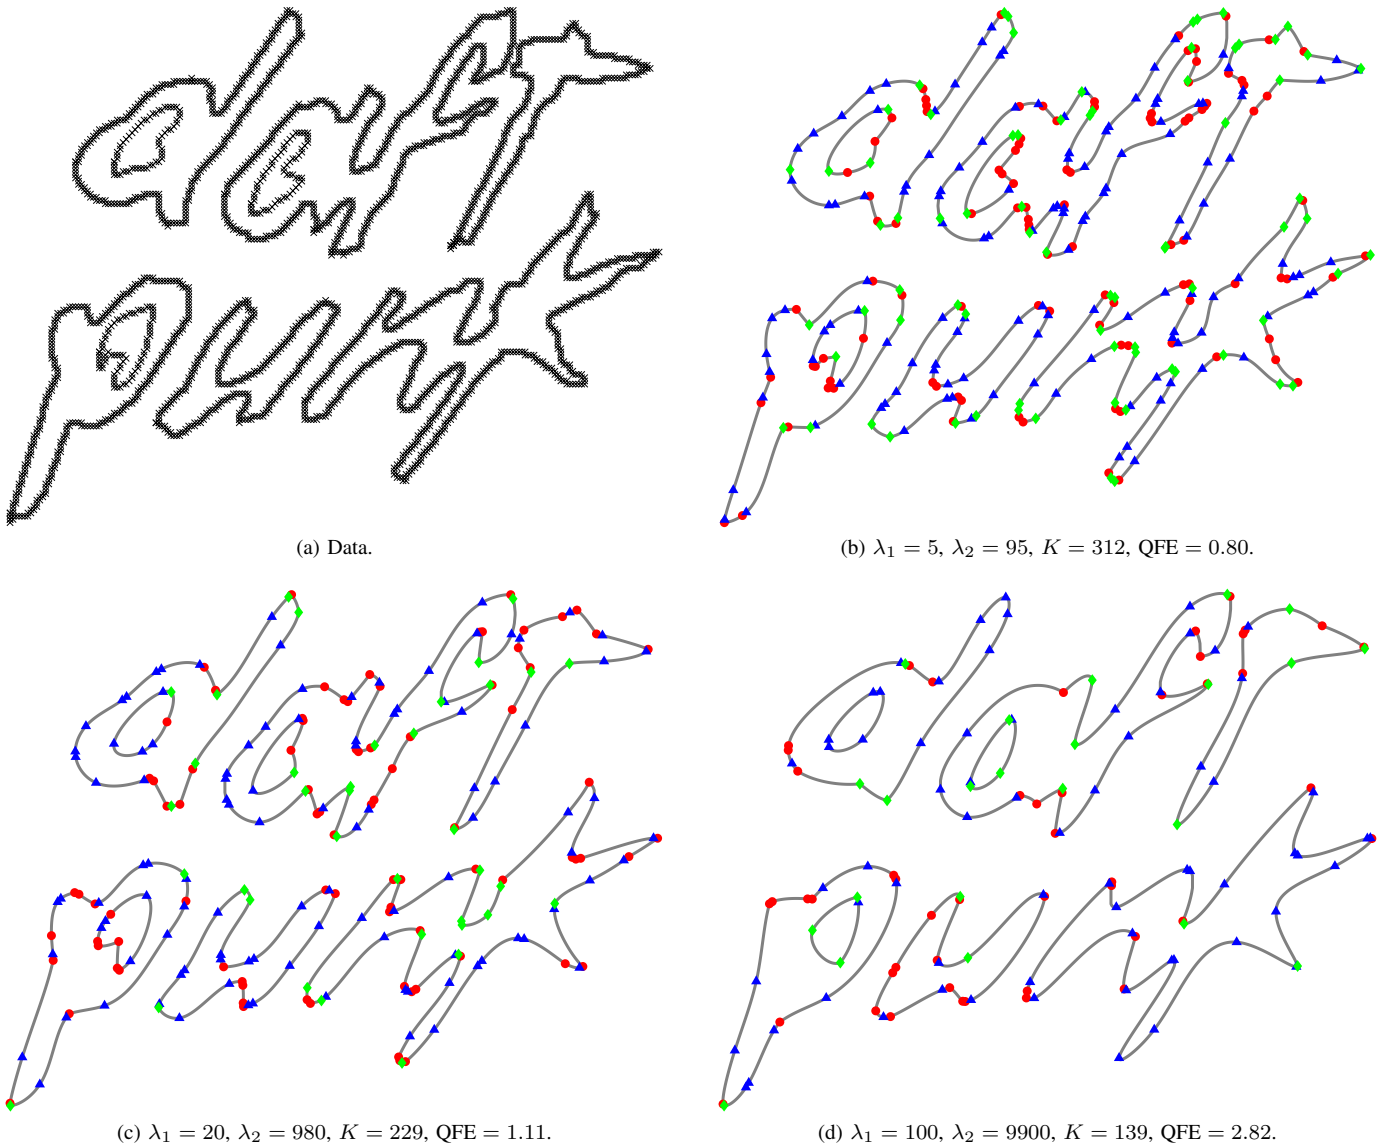 daft
punk
(a) Data.
daft
punk
(b) λ₁ = 5, λ₂ = 95, K = 312, QFE = 0.80.
daft
punk
(c) λ₁ = 20, λ₂ = 980, K = 229, QFE = 1.11.
daft
punk
(d) λ₁ = 100, λ₂ = 9900, K = 139, QFE = 2.82.